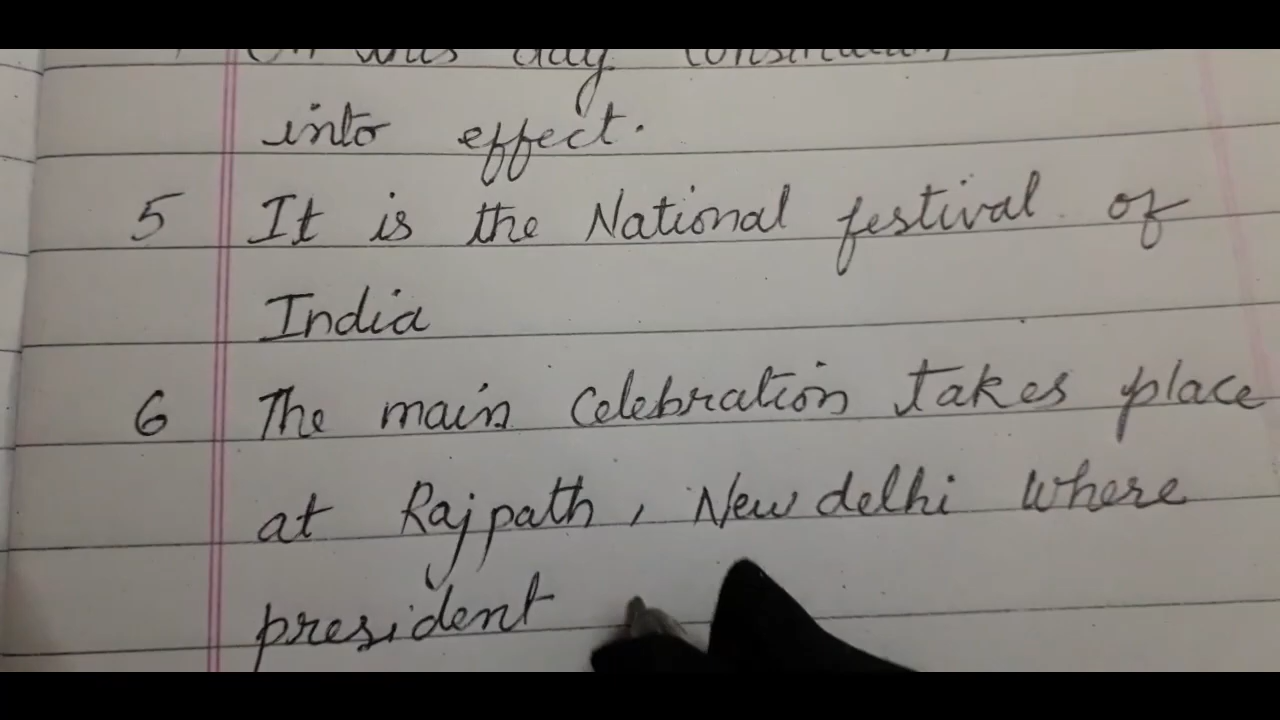 day
into effect.
5 It is the National festival of
India
6 The main Celebration takes place
at Rajpath, New delhi where
president